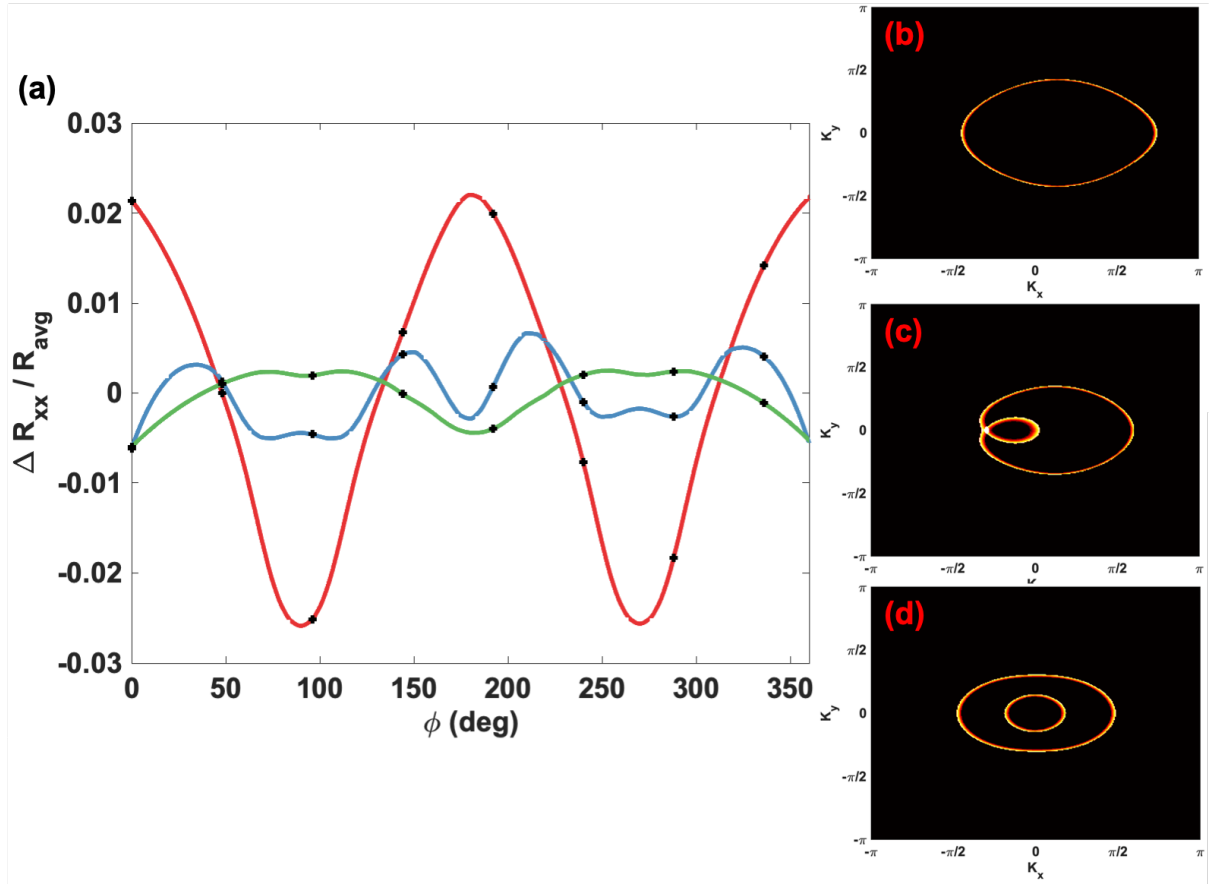 (a)
Δ R_xx / R_avg
0.03
0.02
0.01
0
-0.01
-0.02
-0.03
0 50 100 150 200 250 300 350
ϕ (deg)
(b)
K_y
π
π/2
0
-π/2
-π
-π -π/2 0 π/2 π
K_x
(c)
K_y
π
π/2
0
-π/2
-π
-π -π/2 0 π/2 π
(d)
K_y
π
π/2
0
-π/2
-π
-π -π/2 0 π/2 π
K_x